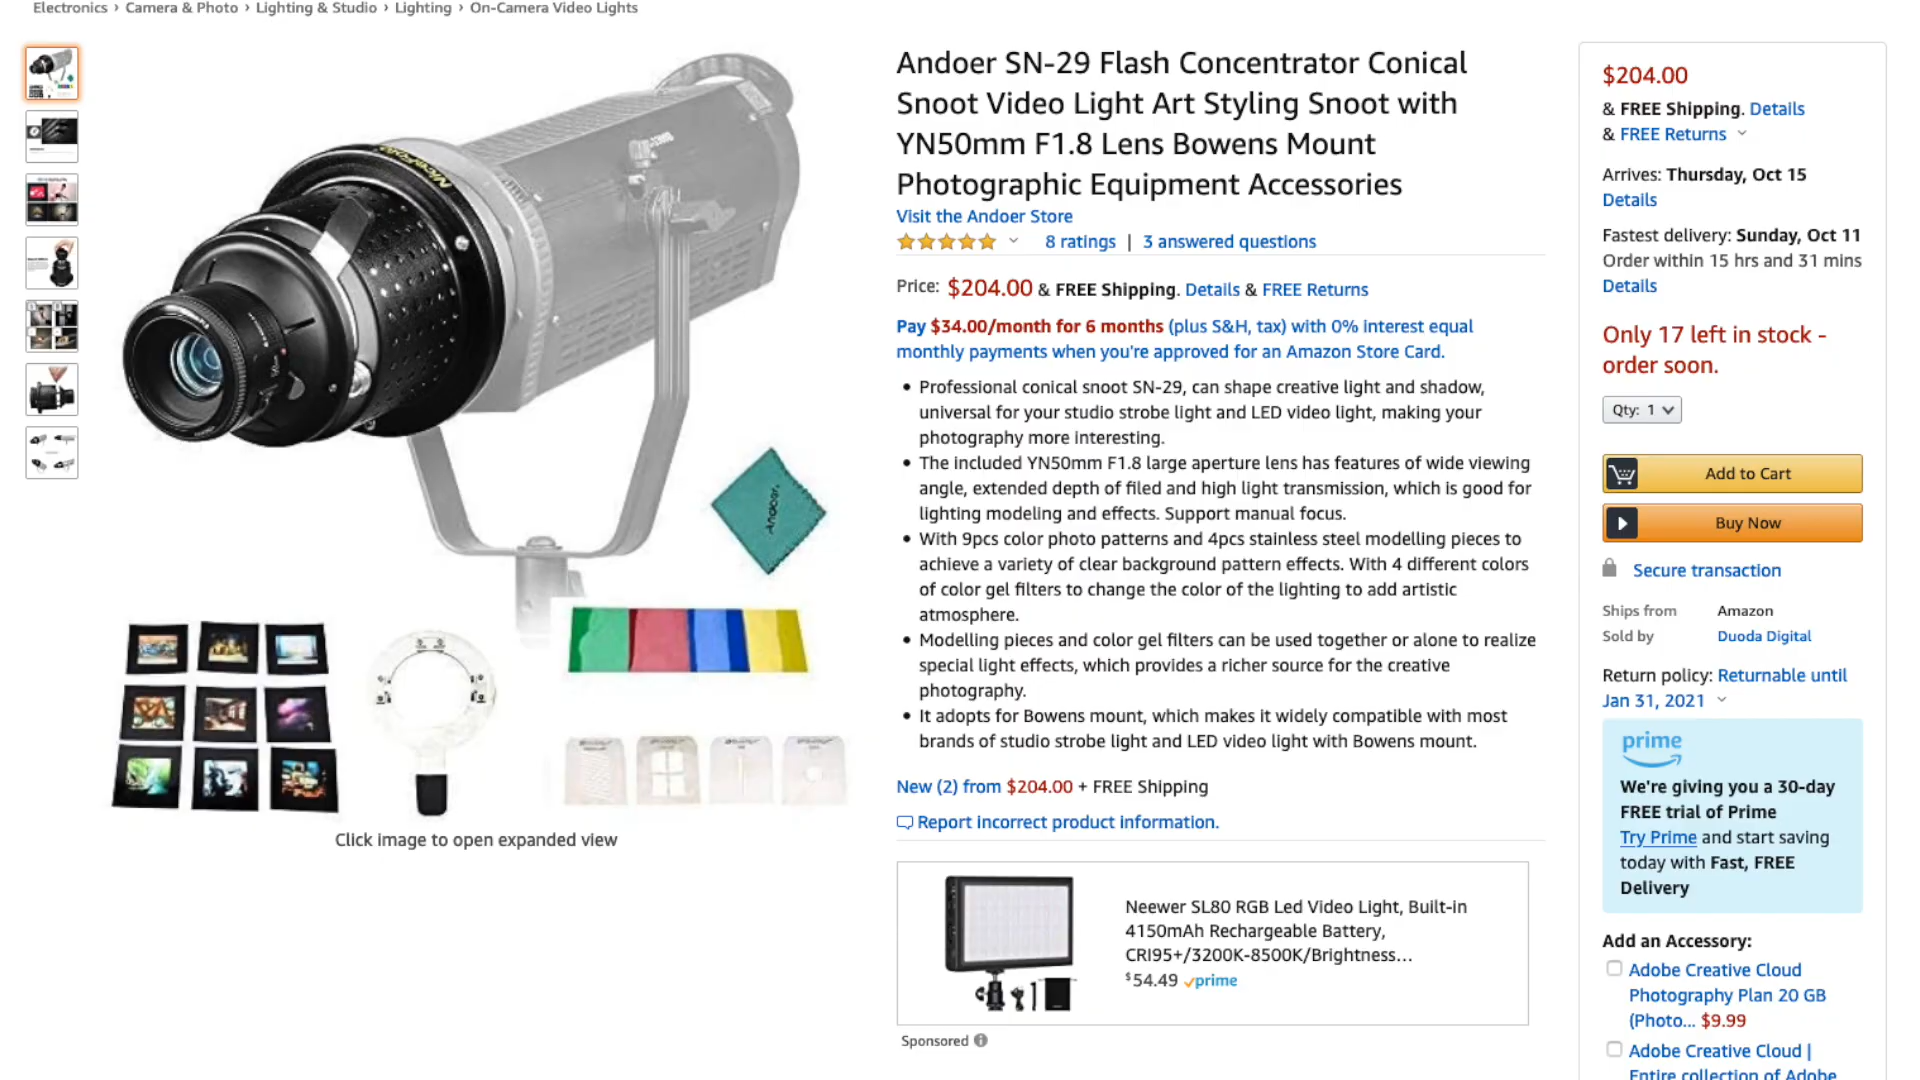 Electronics › Camera & Photo › Lighting & Studio › Lighting › On-Camera Video Lights
Andoer.
Click image to open expanded view
Andoer SN-29 Flash Concentrator Conical
Snoot Video Light Art Styling Snoot with
YN50mm F1.8 Lens Bowens Mount
Photographic Equipment Accessories
Visit the Andoer Store
8 ratings | 3 answered questions
Price: $204.00 & FREE Shipping. Details & FREE Returns
Pay $34.00/month for 6 months (plus S&H, tax) with 0% interest equal
monthly payments when you're approved for an Amazon Store Card.
• Professional conical snoot SN-29, can shape creative light and shadow,
universal for your studio strobe light and LED video light, making your
photography more interesting.
• The included YN50mm F1.8 large aperture lens has features of wide viewing
angle, extended depth of filed and high light transmission, which is good for
lighting modeling and effects. Support manual focus.
• With 9pcs color photo patterns and 4pcs stainless steel modelling pieces to
achieve a variety of clear background pattern effects. With 4 different colors
of color gel filters to change the color of the lighting to add artistic
atmosphere.
• Modelling pieces and color gel filters can be used together or alone to realize
special light effects, which provides a richer source for the creative
photography.
• It adopts for Bowens mount, which makes it widely compatible with most
brands of studio strobe light and LED video light with Bowens mount.
New (2) from $204.00 + FREE Shipping
Report incorrect product information.
Neewer SL80 RGB Led Video Light, Built-in
4150mAh Rechargeable Battery,
CRI95+/3200K-8500K/Brightness...
$54.49 prime
Sponsored
$204.00
& FREE Shipping. Details
& FREE Returns
Arrives: Thursday, Oct 15
Details
Fastest delivery: Sunday, Oct 11
Order within 15 hrs and 31 mins
Details
Only 17 left in stock -
order soon.
Qty: 1
Add to Cart
Buy Now
Secure transaction
Ships from Amazon
Sold by Duoda Digital
Return policy: Returnable until
Jan 31, 2021
prime
We're giving you a 30-day
FREE trial of Prime
Try Prime and start saving
today with Fast, FREE
Delivery
Add an Accessory:
Adobe Creative Cloud
Photography Plan 20 GB
(Photo... $9.99
Adobe Creative Cloud |
Entire collection of Adobe